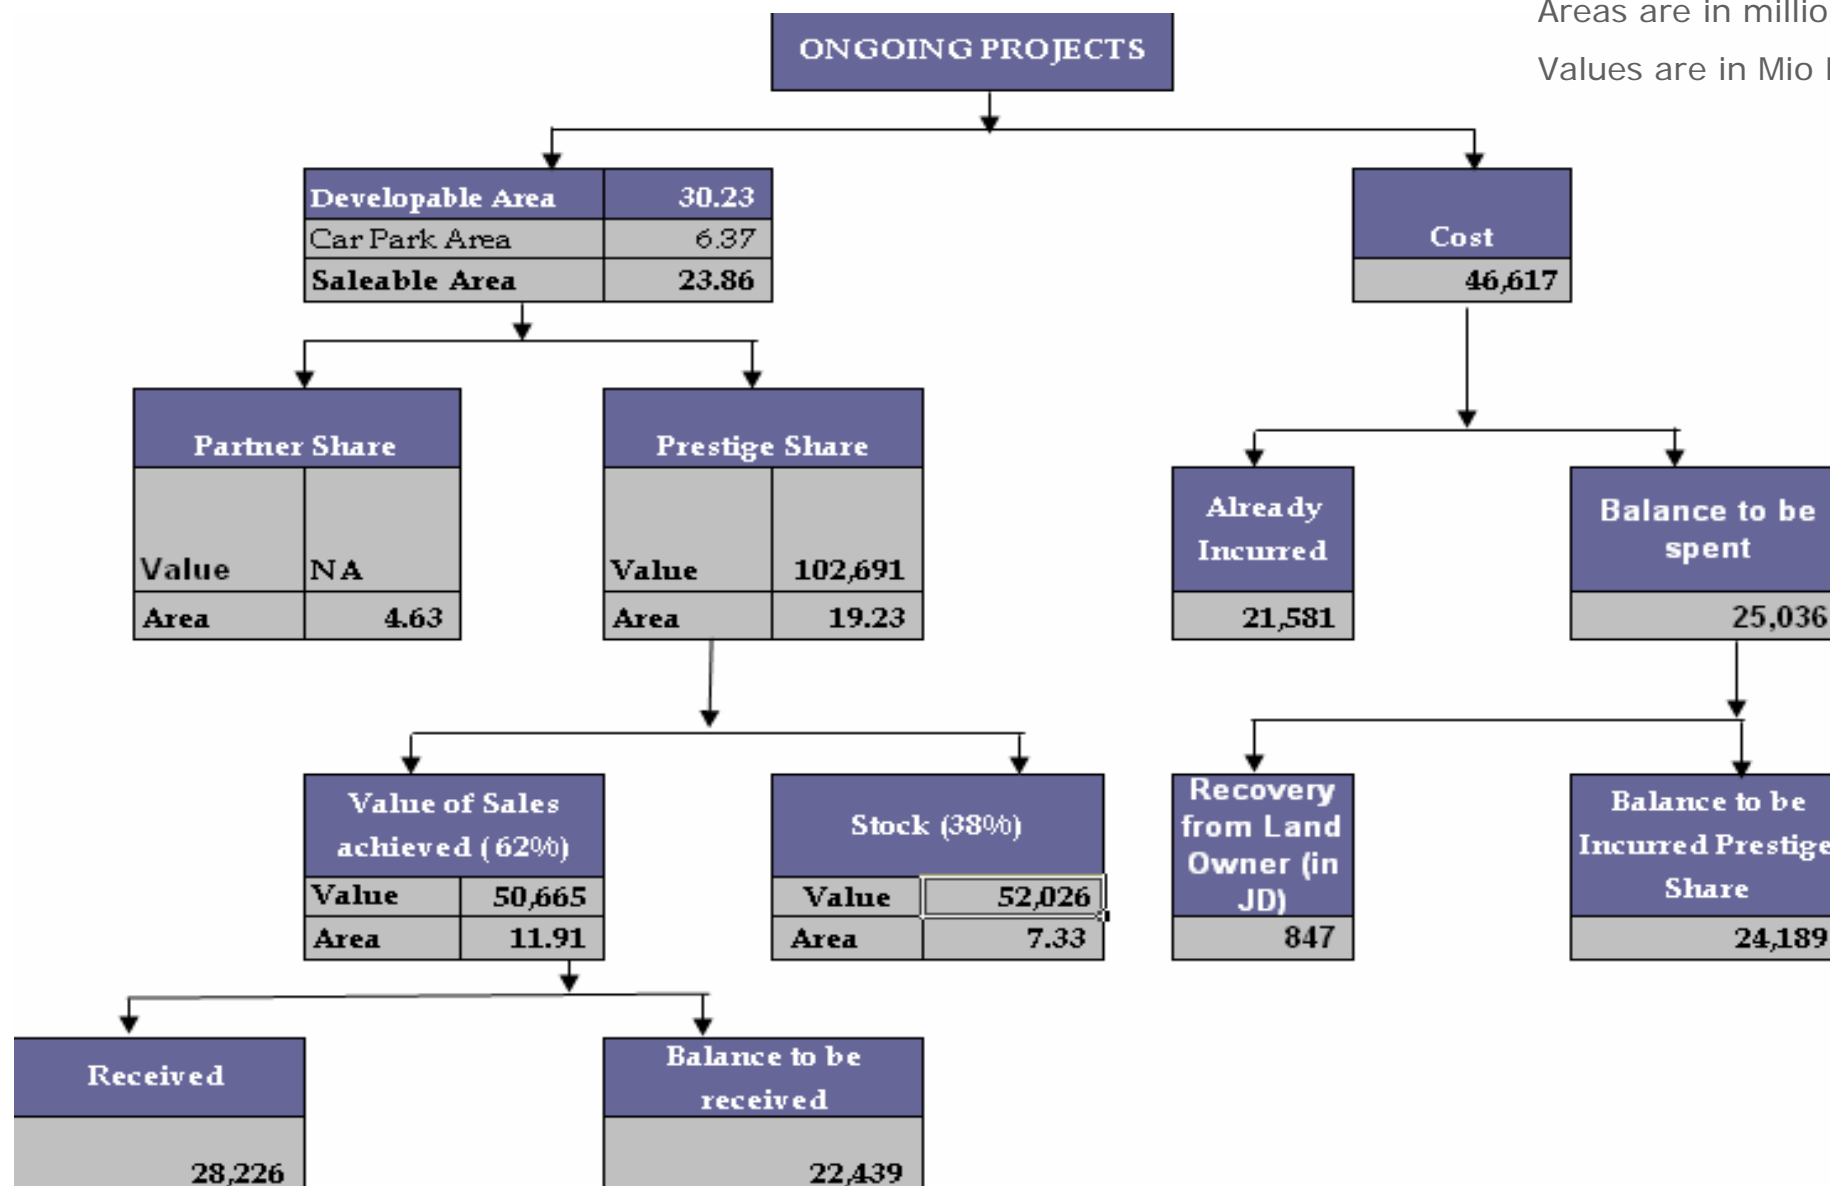 Areas are in
Values are in Mio
ONGOING PROJECTS
Developable Area 30.23
Car Park Area 6.37
Saleable Area 23.86
Cost
46,617
Partner Share
Value NA
Area 4.63
Prestige Share
Value 102,691
Area 19.23
Already
Incurred
21,581
Balance to be
spent
25,036
Value of Sales
achieved (62%)
Value 50,665
Area 11.91
Stock (38%)
Value 52,026
Area 7.33
Recovery
from Land
Owner (in
JD)
847
Balance to be
Incurred Prestige
Share
24,189
Received
28,226
Balance to be
received
22,439